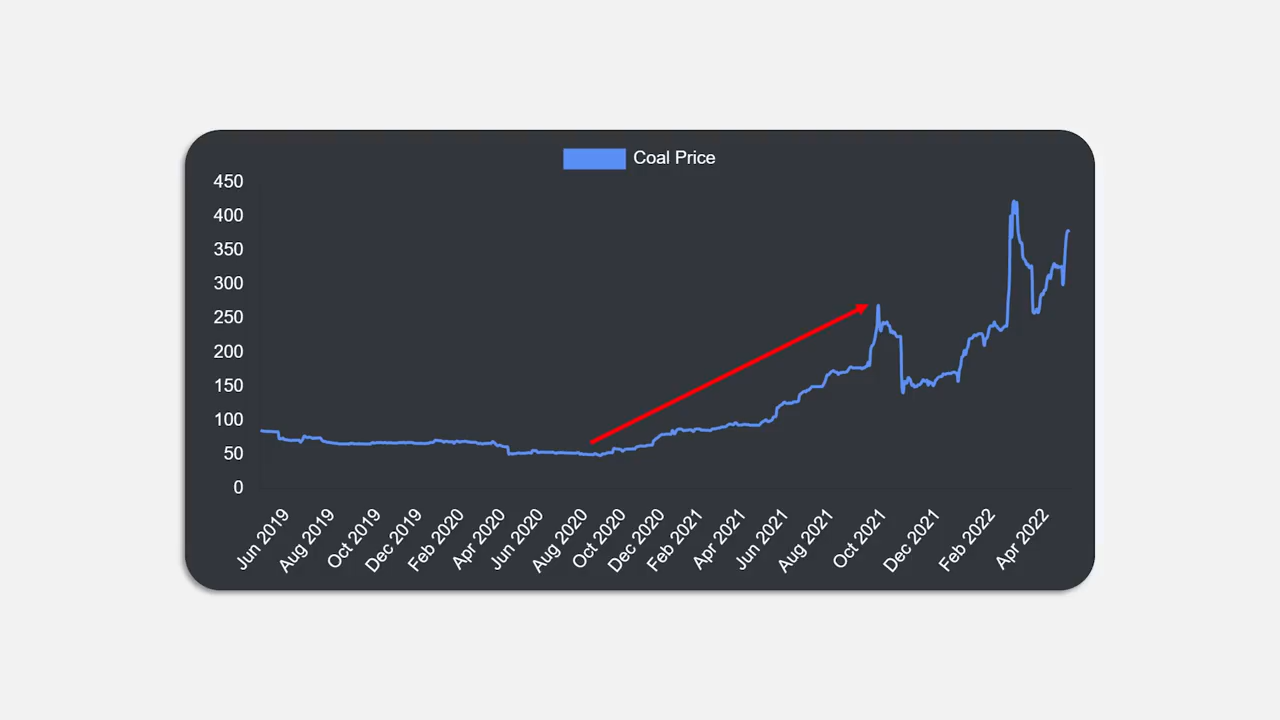 Coal Price
450
400
350
300
250
200
150
100
50
0
Jun 2019
Aug 2019
Oct 2019
Dec 2019
Feb 2020
Apr 2020
Jun 2020
Aug 2020
Oct 2020
Dec 2020
Feb 2021
Apr 2021
Jun 2021
Aug 2021
Oct 2021
Dec 2021
Feb 2022
Apr 2022